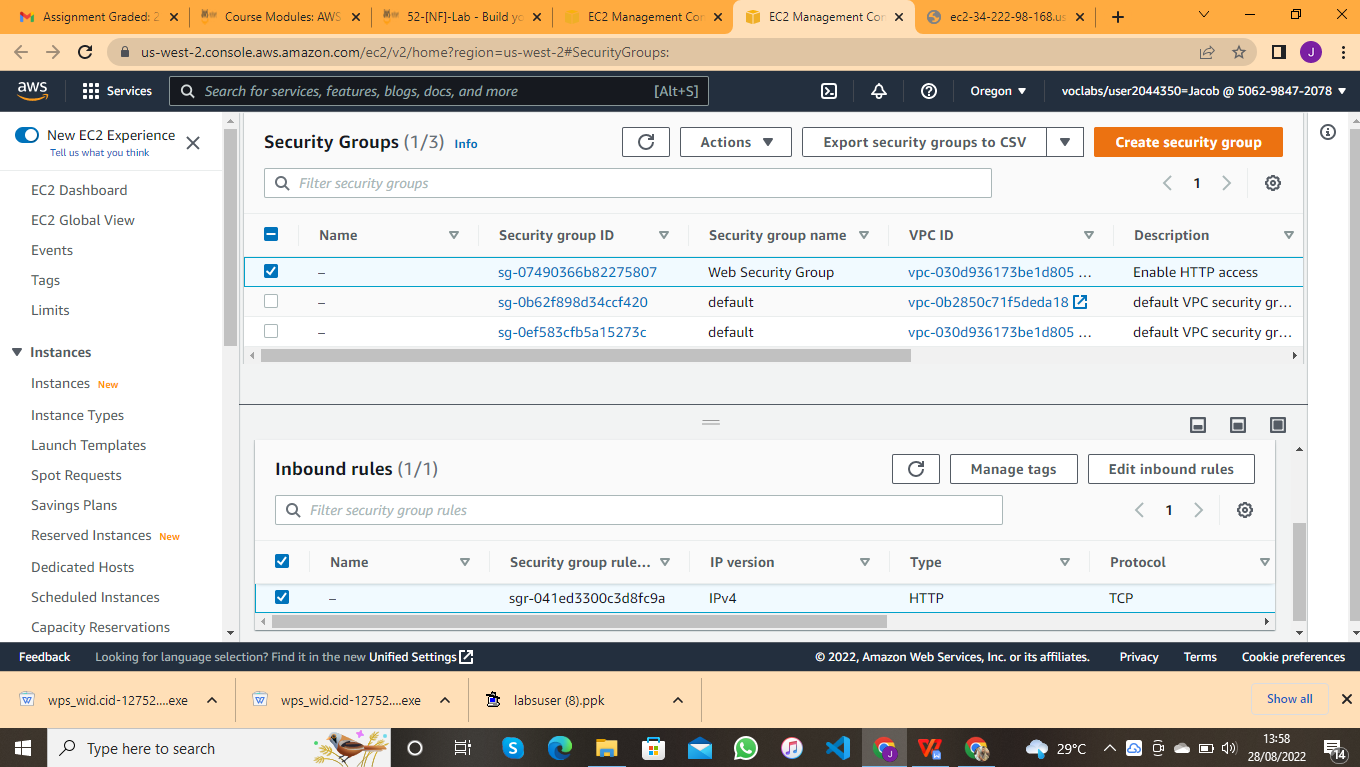 Assignment Graded: 2
Course Modules: AWS
52-[NF]-Lab - Build yo
EC2 Management Con
EC2 Management Con
ec2-34-222-98-168.us
us-west-2.console.aws.amazon.com/ec2/v2/home?region=us-west-2#SecurityGroups:
J
aws
Services
Search for services, features, blogs, docs, and more
[Alt+S]
Oregon
voclabs/user2044350=Jacob @ 5062-9847-2078
New EC2 Experience
Tell us what you think
EC2 Dashboard
EC2 Global View
Events
Tags
Limits
Instances
Instances New
Instance Types
Launch Templates
Spot Requests
Savings Plans
Reserved Instances New
Dedicated Hosts
Scheduled Instances
Capacity Reservations
Security Groups (1/3) Info
Actions
Export security groups to CSV
Create security group
Filter security groups
1
Name Security group ID Security group name VPC ID Description
– sg-07490366b82275807 Web Security Group vpc-030d936173be1d805 ... Enable HTTP access
– sg-0b62f898d34ccf420 default vpc-0b2850c71f5deda18 default VPC security gr...
– sg-0ef583cfb5a15273c default vpc-030d936173be1d805 ... default VPC security gr...
Inbound rules (1/1)
Manage tags
Edit inbound rules
Filter security group rules
1
Name Security group rule... IP version Type Protocol
– sgr-041ed3300c3d8fc9a IPv4 HTTP TCP
Feedback
Looking for language selection? Find it in the new Unified Settings
© 2022, Amazon Web Services, Inc. or its affiliates.
Privacy
Terms
Cookie preferences
wps_wid.cid-12752....exe
wps_wid.cid-12752....exe
labsuser (8).ppk
Show all
Type here to search
29°C
13:58
28/08/2022
14